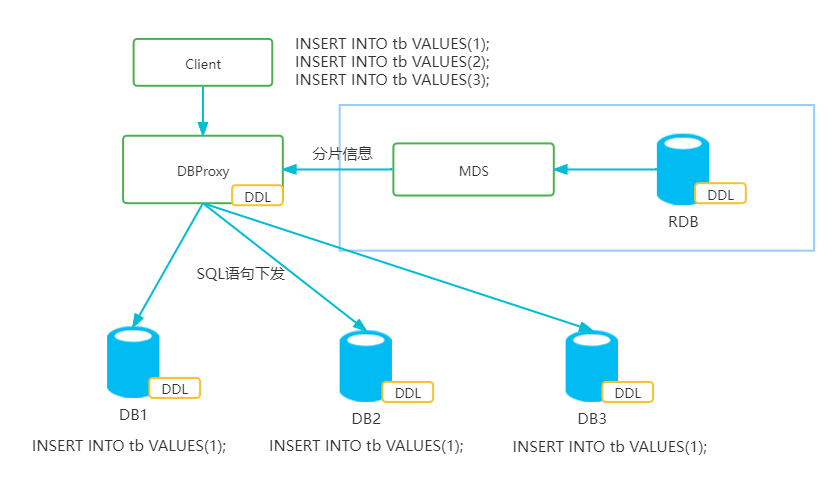 INSERT INTO tb VALUES(1);
INSERT INTO tb VALUES(2);
INSERT INTO tb VALUES(3);
Client
分片信息
DBProxy
MDS
DDL
DDL
RDB
SQL语句下发
DDL
DDL
DDL
DB1
DB2
DB3
INSERT INTO tb VALUES(1);
INSERT INTO tb VALUES(1);
INSERT INTO tb VALUES(1);